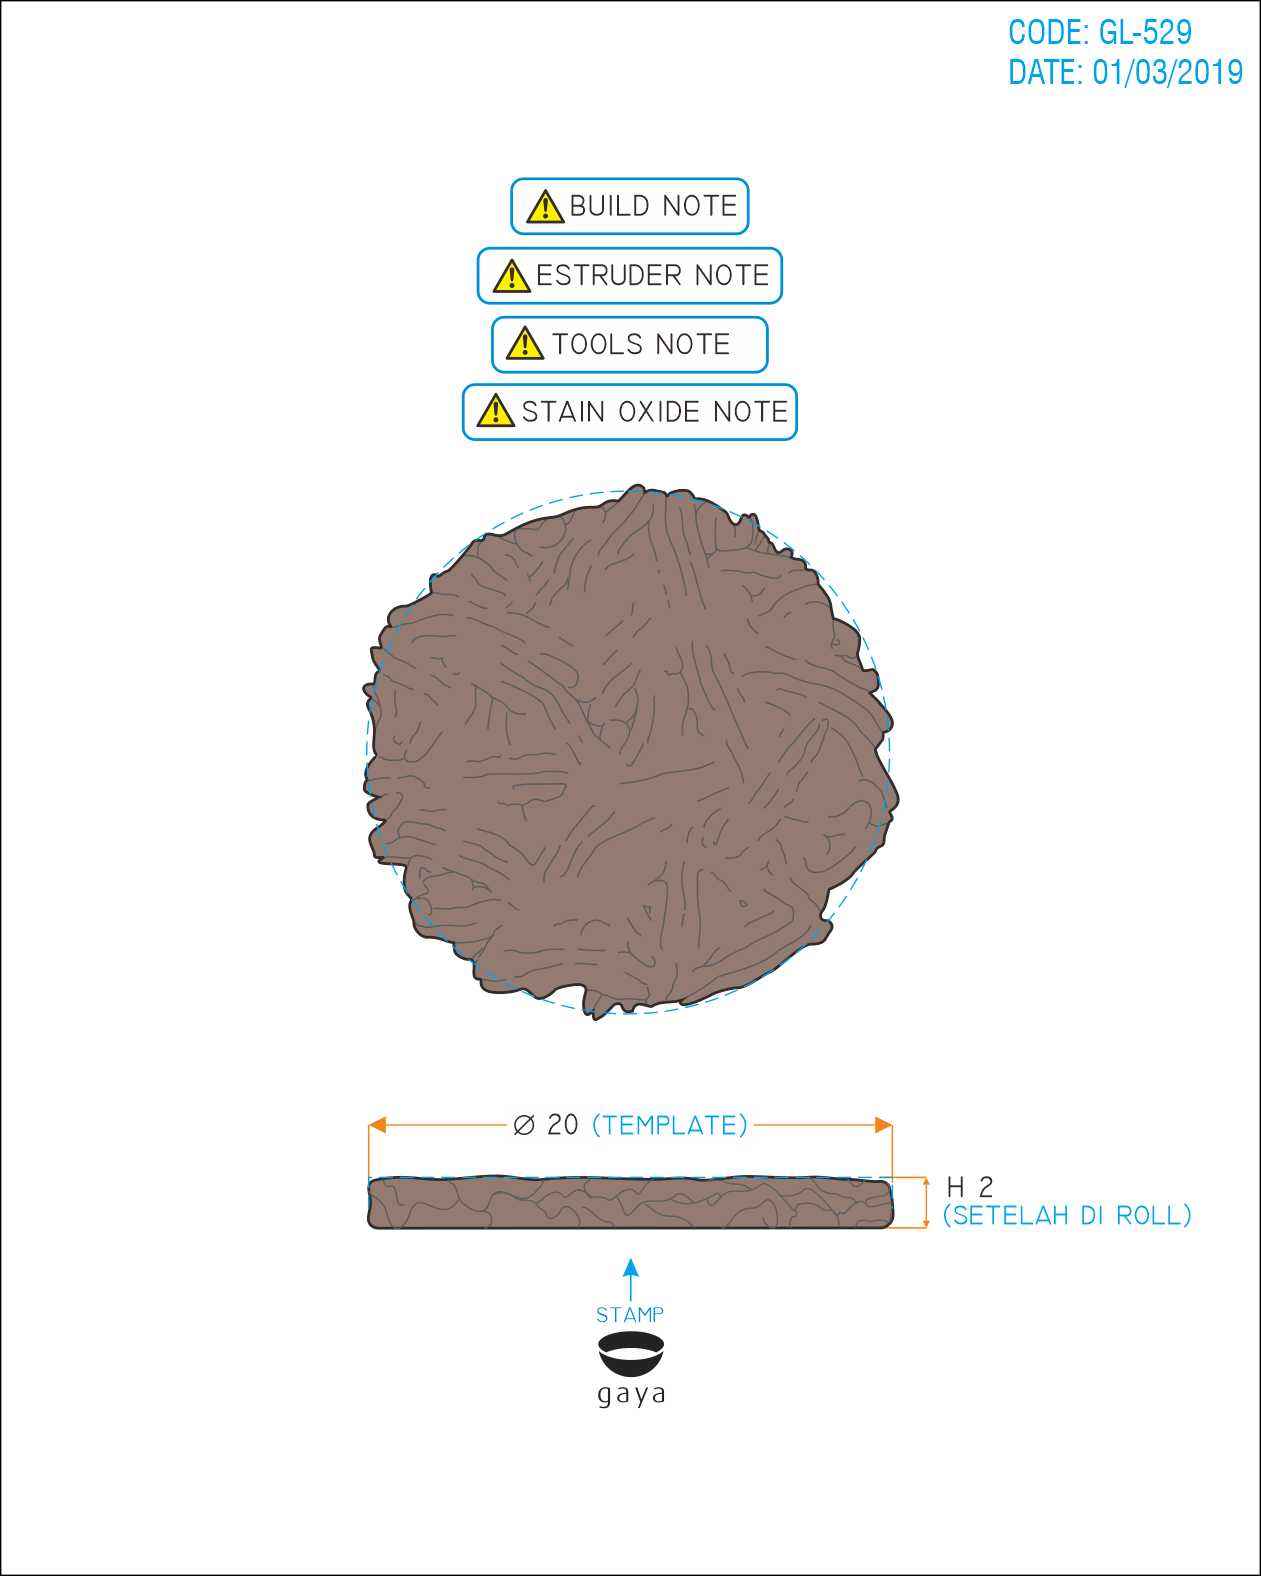 CODE: GL-529
DATE: 01/03/2019
BUILD NOTE
ESTRUDER NOTE
TOOLS NOTE
STAIN OXIDE NOTE
Ø 20 (TEMPLATE)
H 2
(SETELAH DI ROLL)
STAMP
gaya